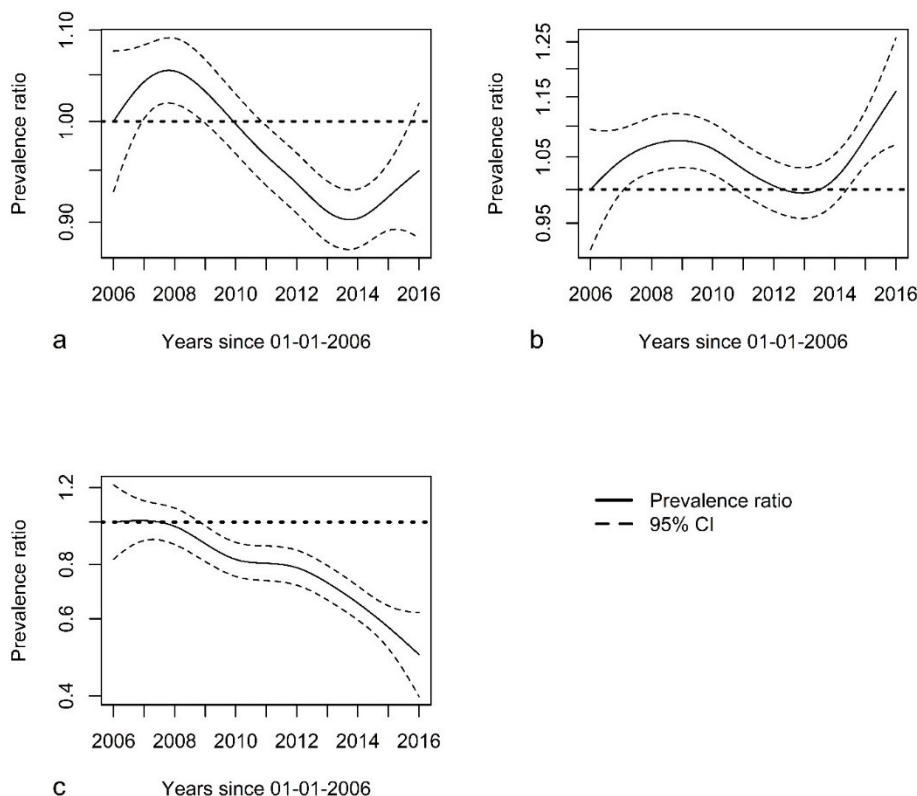 1.10
1.00
0.90
Prevalence ratio
2006 2008 2010 2012 2014 2016
a Years since 01-01-2006
1.25
1.15
1.05
0.95
Prevalence ratio
2006 2008 2010 2012 2014 2016
b Years since 01-01-2006
1.2
0.8
0.6
0.4
Prevalence ratio
2006 2008 2010 2012 2014 2016
c Years since 01-01-2006
Prevalence ratio
95% CI